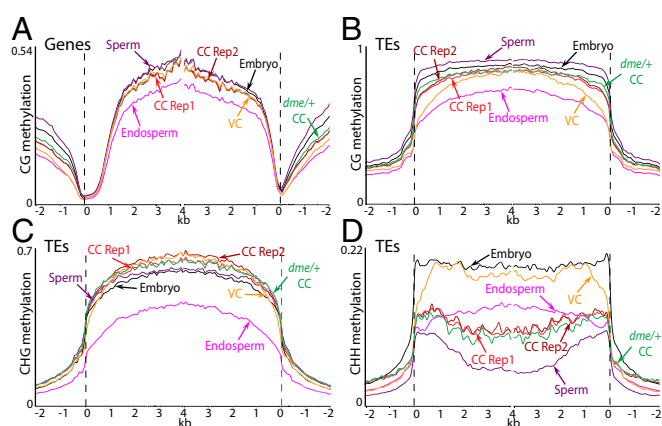 A Genes
0.54
CG methylation
0
Sperm
CC Rep2
Embryo
CC Rep1
Endosperm
VC
dme/+
CC
-2 -1 0 1 2 3 4 3 2 1 0 -1 -2
kb
B TEs
1
CG methylation
0
Sperm
CC Rep2
Embryo
CC Rep1
dme/+
CC
Endosperm
VC
-2 -1 0 1 2 3 4 3 2 1 0 -1 -2
kb
C TEs
0.7
CHG methylation
0
CC Rep1
CC Rep2
Sperm
Embryo
dme/+
CC
VC
Endosperm
-2 -1 0 1 2 3 4 3 2 1 0 -1 -2
kb
D TEs
0.22
CHH methylation
0
Embryo
Endosperm
VC
CC Rep1
CC Rep2
dme/+
CC
Sperm
-2 -1 0 1 2 3 4 3 2 1 0 -1 -2
kb